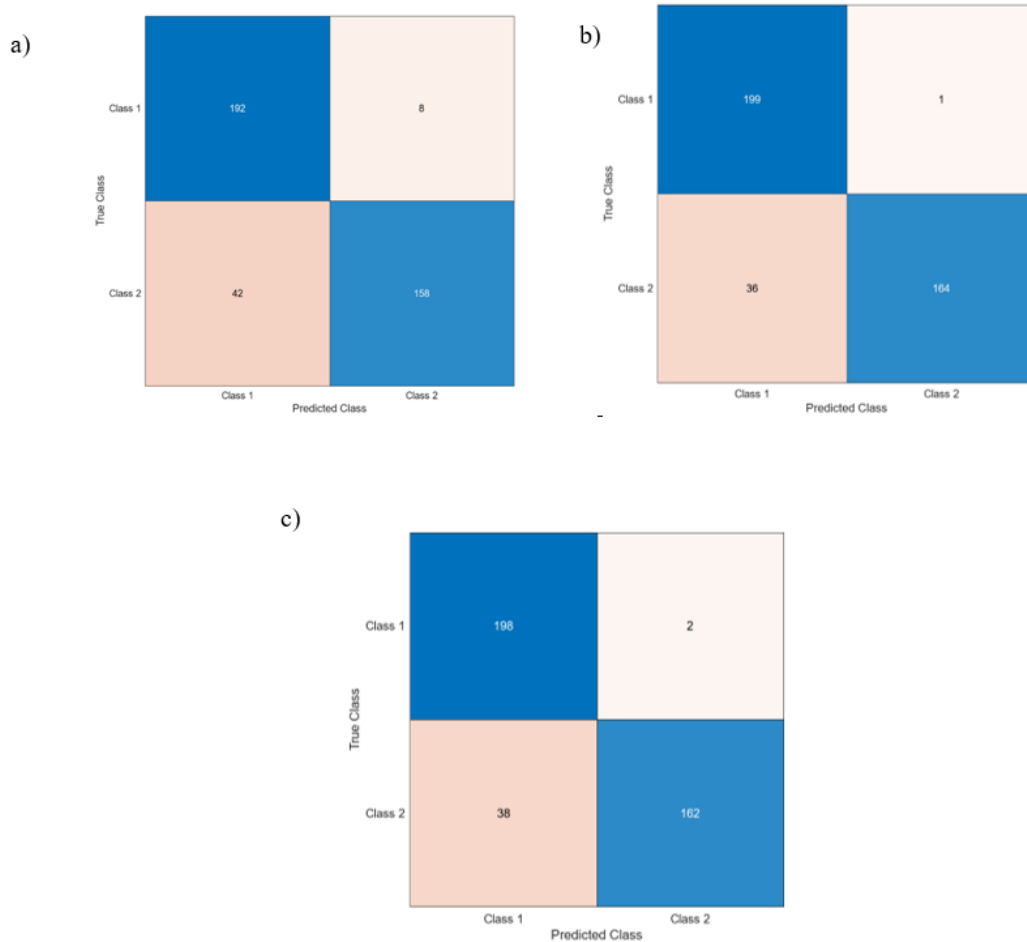 a)
True Class
Class 1
192
8
Class 2
42
158
Class 1
Class 2
Predicted Class
b)
True Class
Class 1
199
1
Class 2
36
164
Class 1
Class 2
Predicted Class
-
c)
True Class
Class 1
198
2
Class 2
38
162
Class 1
Class 2
Predicted Class